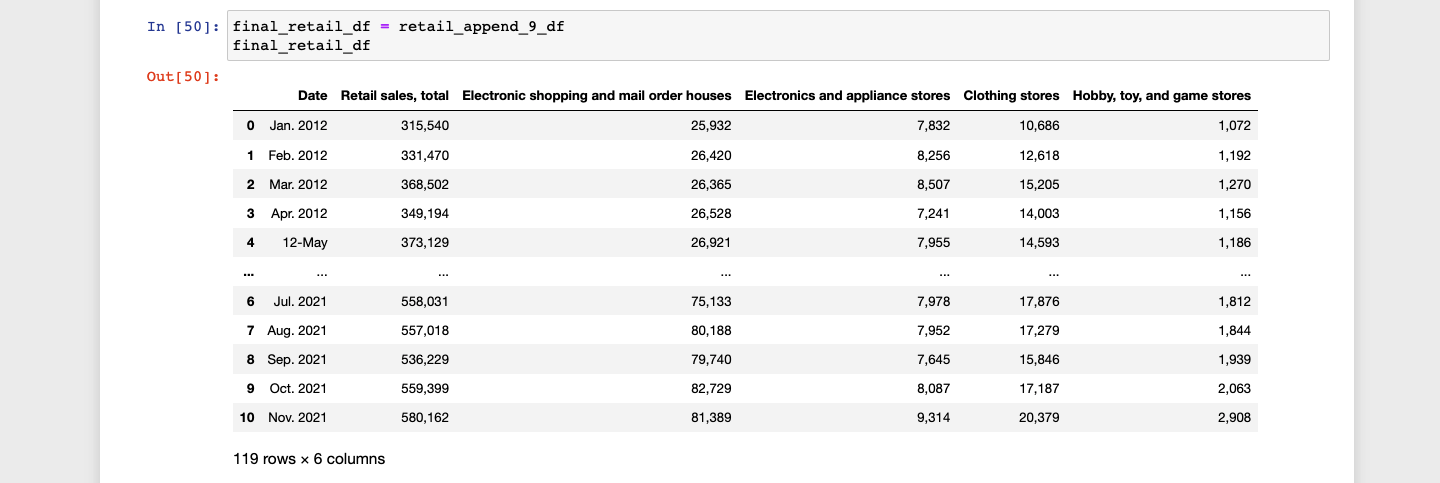 In [50]: final_retail_df = retail_append_9_df
final_retail_df
Out[50]:
Date Retail sales, total Electronic shopping and mail order houses Electronics and appliance stores Clothing stores Hobby, toy, and game stores
0 Jan. 2012 315,540 25,932 7,832 10,686 1,072
1 Feb. 2012 331,470 26,420 8,256 12,618 1,192
2 Mar. 2012 368,502 26,365 8,507 15,205 1,270
3 Apr. 2012 349,194 26,528 7,241 14,003 1,156
4 12-May 373,129 26,921 7,955 14,593 1,186
... ... ... ... ... ... ...
6 Jul. 2021 558,031 75,133 7,978 17,876 1,812
7 Aug. 2021 557,018 80,188 7,952 17,279 1,844
8 Sep. 2021 536,229 79,740 7,645 15,846 1,939
9 Oct. 2021 559,399 82,729 8,087 17,187 2,063
10 Nov. 2021 580,162 81,389 9,314 20,379 2,908
119 rows × 6 columns